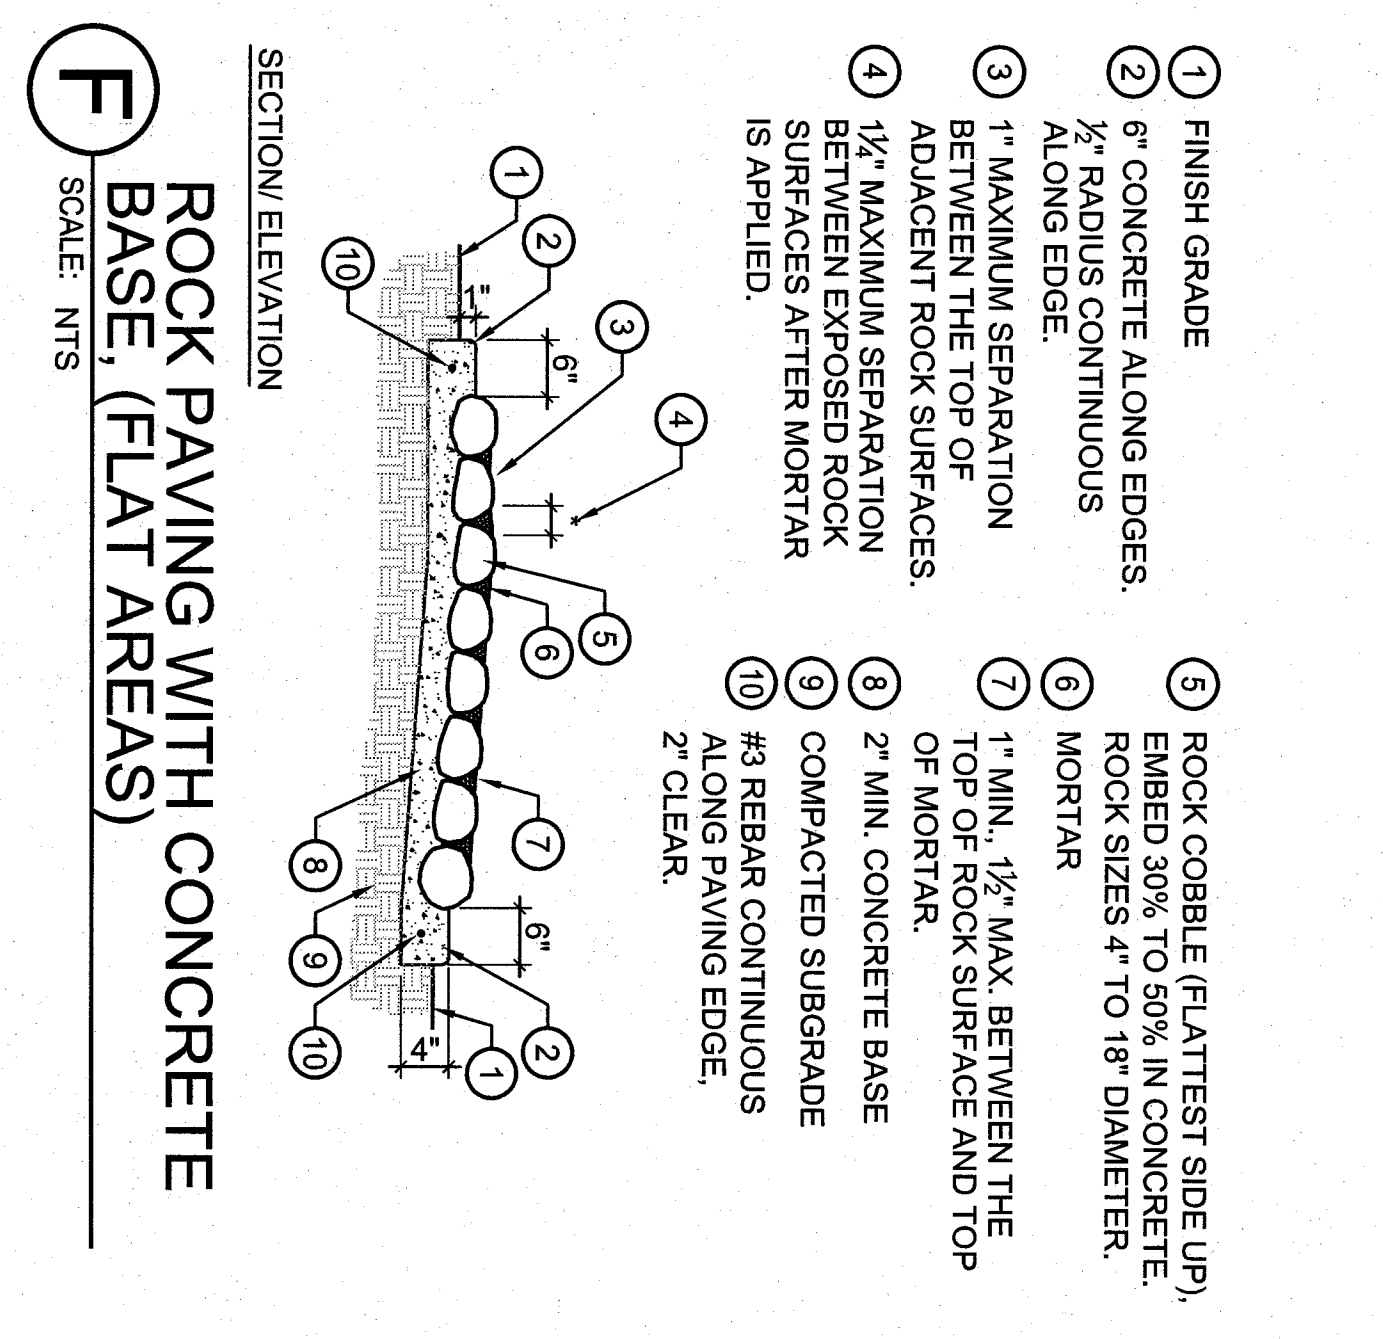 1 FINISH GRADE
2 6" CONCRETE ALONG EDGES.
½" RADIUS CONTINUOUS
ALONG EDGE.
3 1" MAXIMUM SEPARATION
BETWEEN THE TOP OF
ADJACENT ROCK SURFACES.
4 1¼" MAXIMUM SEPARATION
BETWEEN EXPOSED ROCK
SURFACES AFTER MORTAR
IS APPLIED.
5 ROCK COBBLE (FLATTEST SIDE UP),
EMBED 30% TO 50% IN CONCRETE.
ROCK SIZES 4" TO 18" DIAMETER.
6 MORTAR
7 1" MIN., 1½" MAX. BETWEEN THE
TOP OF ROCK SURFACE AND TOP
OF MORTAR.
8 2" MIN. CONCRETE BASE
9 COMPACTED SUBGRADE
10 #3 REBAR CONTINUOUS
ALONG PAVING EDGE,
2" CLEAR.
4
3
5
1
2
6"
*
6
7
6"
2
1"
1
4"
10
8
9
10
SECTION/ ELEVATION
ROCK PAVING WITH CONCRETE
BASE, (FLAT AREAS)
F
SCALE: NTS